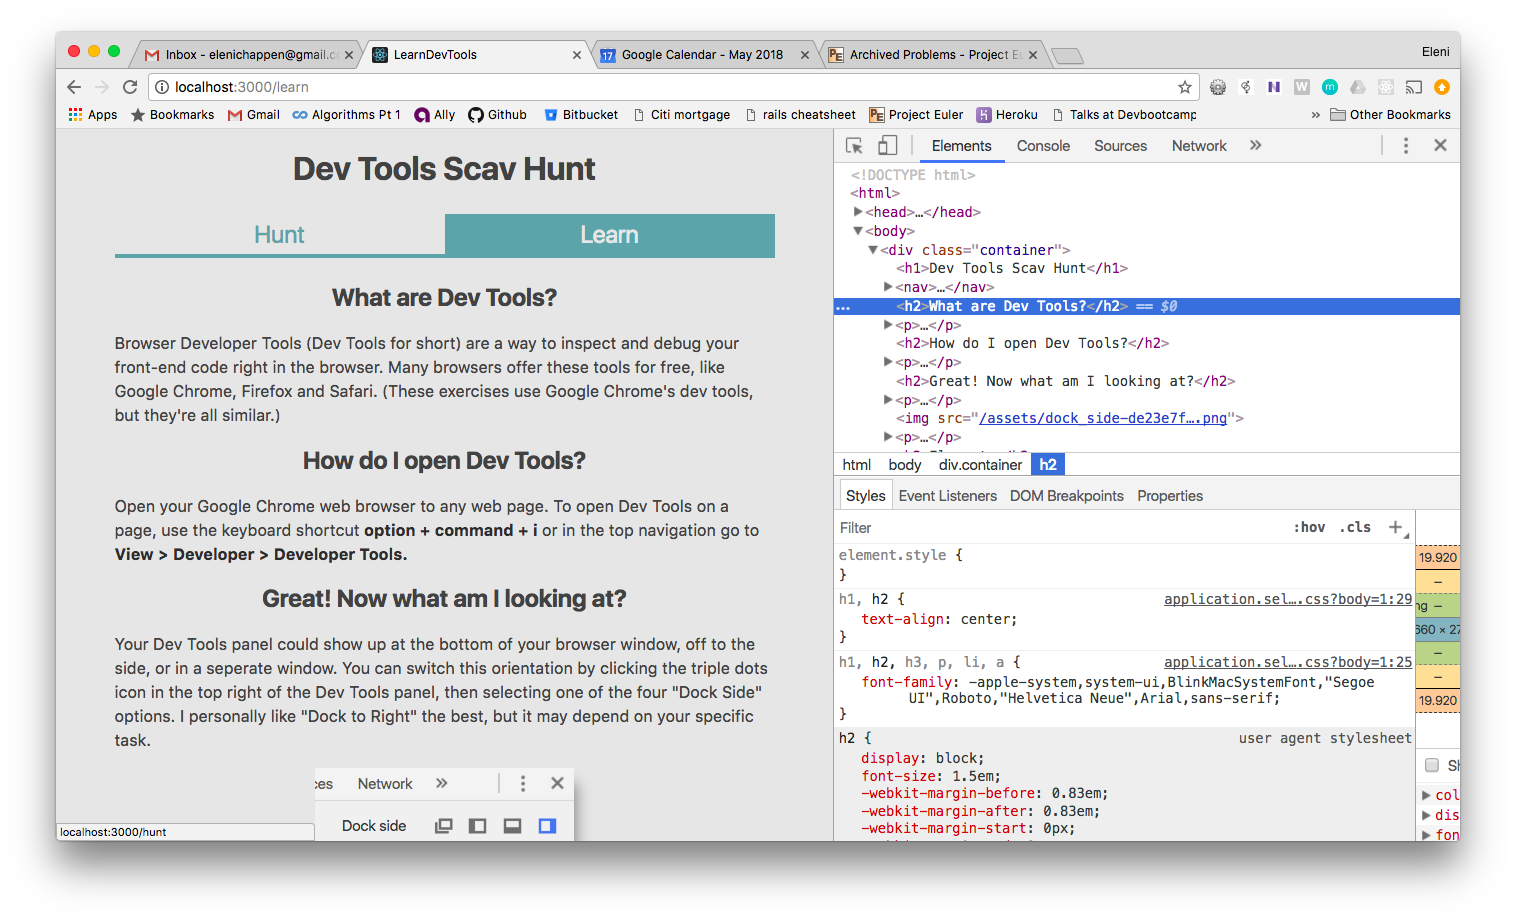 Inbox - elenichappen@gmail.c
LearnDevTools
17 Google Calendar - May 2018
Archived Problems - Project Eu
Eleni
localhost:3000/learn
Apps Bookmarks Gmail Algorithms Pt 1 Ally Github Bitbucket Citi mortgage rails cheatsheet Project Euler Heroku Talks at Devbootcamp » Other Bookmarks
Dev Tools Scav Hunt
Hunt Learn
What are Dev Tools?
Browser Developer Tools (Dev Tools for short) are a way to inspect and debug your
front-end code right in the browser. Many browsers offer these tools for free, like
Google Chrome, Firefox and Safari. (These exercises use Google Chrome's dev tools,
but they're all similar.)
How do I open Dev Tools?
Open your Google Chrome web browser to any web page. To open Dev Tools on a
page, use the keyboard shortcut option + command + i or in the top navigation go to
View > Developer > Developer Tools.
Great! Now what am I looking at?
Your Dev Tools panel could show up at the bottom of your browser window, off to the
side, or in a seperate window. You can switch this orientation by clicking the triple dots
icon in the top right of the Dev Tools panel, then selecting one of the four "Dock Side"
options. I personally like "Dock to Right" the best, but it may depend on your specific
task.
ces Network »
Dock side
localhost:3000/hunt
Elements Console Sources Network »
<!DOCTYPE html>
<html>
<head>…</head>
<body>
<div class="container">
<h1>Dev Tools Scav Hunt</h1>
<nav>…</nav>
… <h2>What are Dev Tools?</h2> == $0
<p>…</p>
<h2>How do I open Dev Tools?</h2>
<p>…</p>
<h2>Great! Now what am I looking at?</h2>
<p>…</p>
<img src="/assets/dock_side-de23e7f….png">
<p>…</p>
html body div.container h2
Styles Event Listeners DOM Breakpoints Properties
Filter :hov .cls +
element.style {
}
h1, h2 { application.sel….css?body=1:29
text-align: center;
}
h1, h2, h3, p, li, a { application.sel….css?body=1:25
font-family: -apple-system,system-ui,BlinkMacSystemFont,"Segoe
UI",Roboto,"Helvetica Neue",Arial,sans-serif;
}
h2 { user agent stylesheet
display: block;
font-size: 1.5em;
-webkit-margin-before: 0.83em;
-webkit-margin-after: 0.83em;
-webkit-margin-start: 0px;
19.920
–
ng –
660 × 27
–
–
19.920
Sh
col
dis
fon